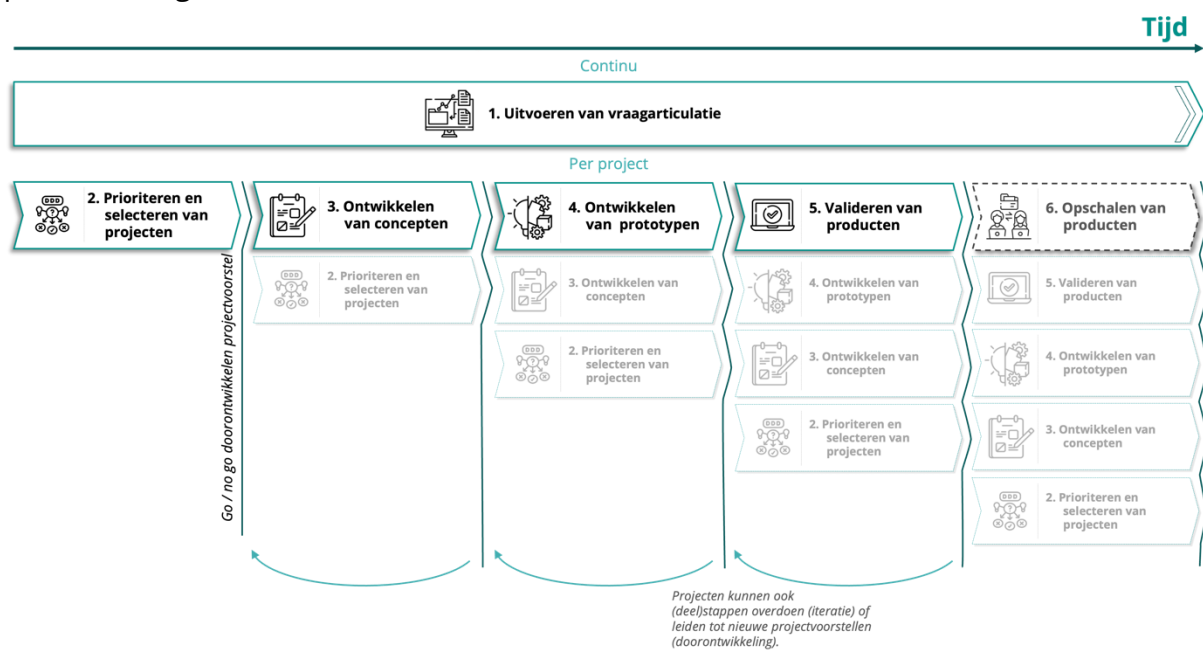 Tijd
Continu
1. Uitvoeren van vraagarticulatie
Per project
2. Prioriteren en
selecteren van
projecten
3. Ontwikkelen
van concepten
4. Ontwikkelen
van prototypen
5. Valideren van
producten
6. Opschalen van
producten
Go / no go doorontwikkelen projectvoorstel
2. Prioriteren en
selecteren van
projecten
3. Ontwikkelen van
concepten
2. Prioriteren en
selecteren van
projecten
4. Ontwikkelen van
prototypen
3. Ontwikkelen van
concepten
2. Prioriteren en
selecteren van
projecten
5. Valideren van
producten
4. Ontwikkelen van
prototypen
3. Ontwikkelen van
concepten
2. Prioriteren en
selecteren van
projecten
Projecten kunnen ook
(deel)stappen overdoen (iteratie) of
leiden tot nieuwe projectvoorstellen
(doorontwikkeling).